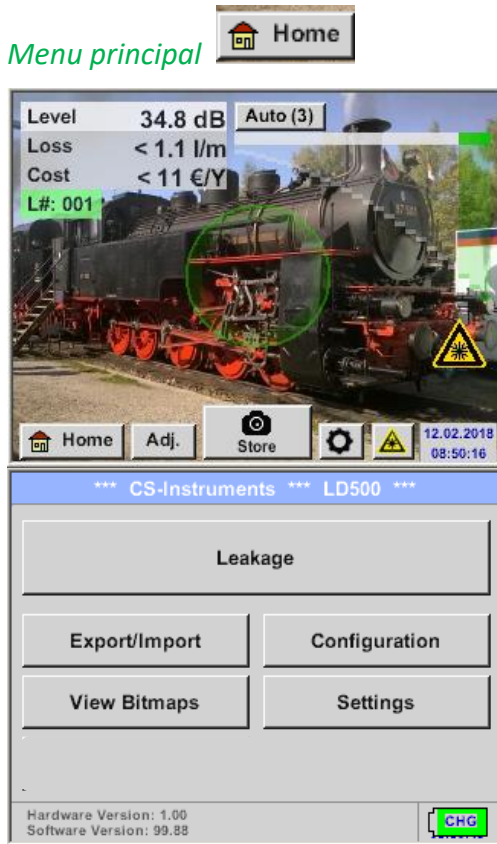 Menu principal Home
Level 34.8 dB Auto (3)
Loss < 1.1 l/m
Cost < 11 €/Y
L#: 001
Home Adj. Store 12.02.2018
08:50:16
*** CS-Instruments *** LD500 ***
Leakage
Export/Import Configuration
View Bitmaps Settings
Hardware Version: 1.00
Software Version: 99.88
CHG